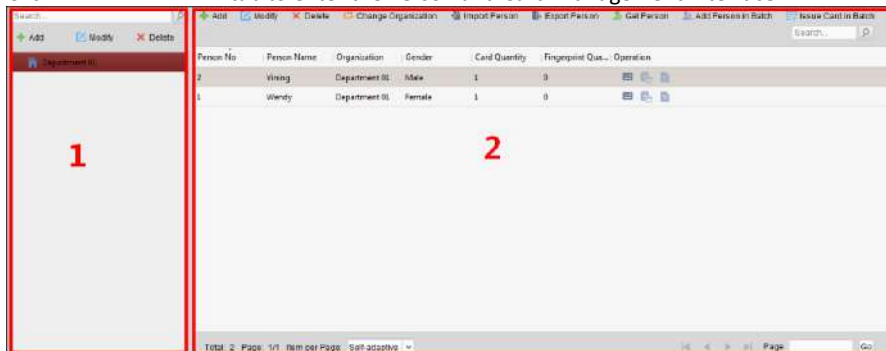 Search...
Add Modify Delete
Department 01
1
Add Modify Delete Change Organization Import Person Export Person Get Person Add Person in Batch Issue Card in Batch
Search...
Person No Person Name Organization Gender Card Quantity Fingerprint Qua... Operation
2 Yining Department 01 Male 1 0
1 Wendy Department 01 Female 1 0
2
Total: 2 Page: 1/1 Item per Page: Self-adaptive Page Go